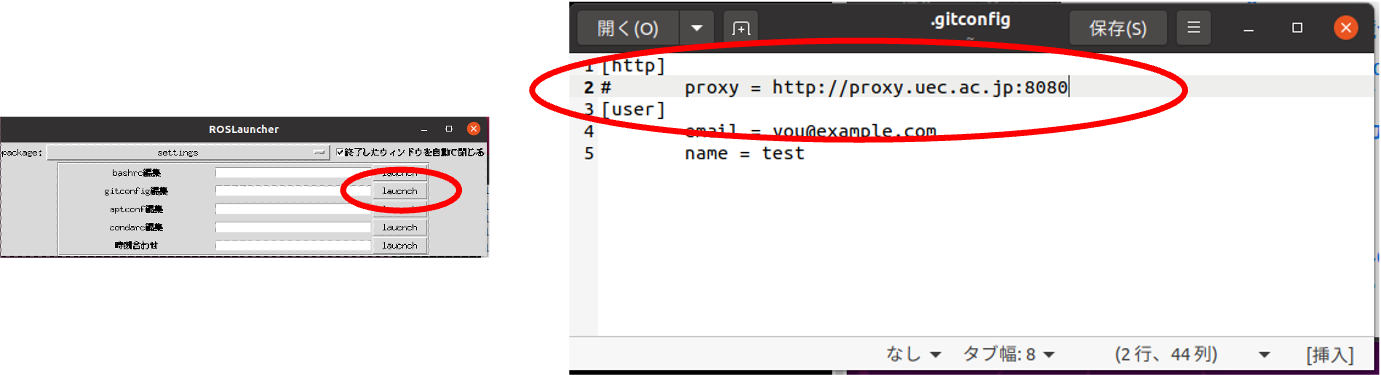 ROSLauncher
package: settings 終了したウィンドウを自動で閉じる
bashrc編集 launch
gitconfig編集 launch
aptconf編集 launch
condarc編集 launch
時刻合わせ launch
開く(O) .gitconfig 保存(S)
~
1 [http]
2 # proxy = http://proxy.uec.ac.jp:8080
3 [user]
4 email = you@example.com
5 name = test
なし タブ幅: 8 (2 行、44 列) [挿入]